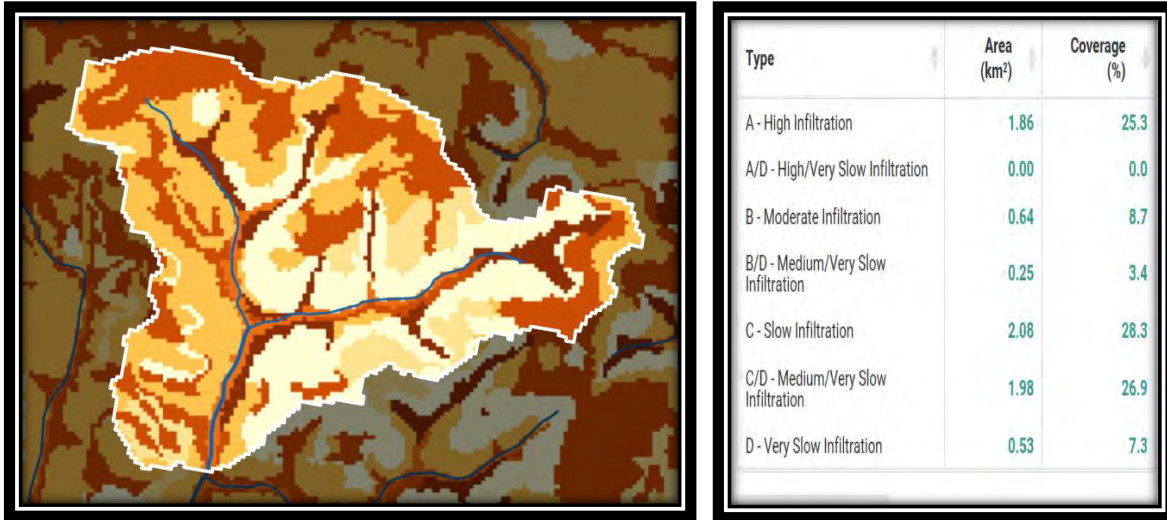 Type Area (km²) Coverage (%)
A - High Infiltration 1.86 25.3
A/D - High/Very Slow Infiltration 0.00 0.0
B - Moderate Infiltration 0.64 8.7
B/D - Medium/Very Slow Infiltration 0.25 3.4
C - Slow Infiltration 2.08 28.3
C/D - Medium/Very Slow Infiltration 1.98 26.9
D - Very Slow Infiltration 0.53 7.3